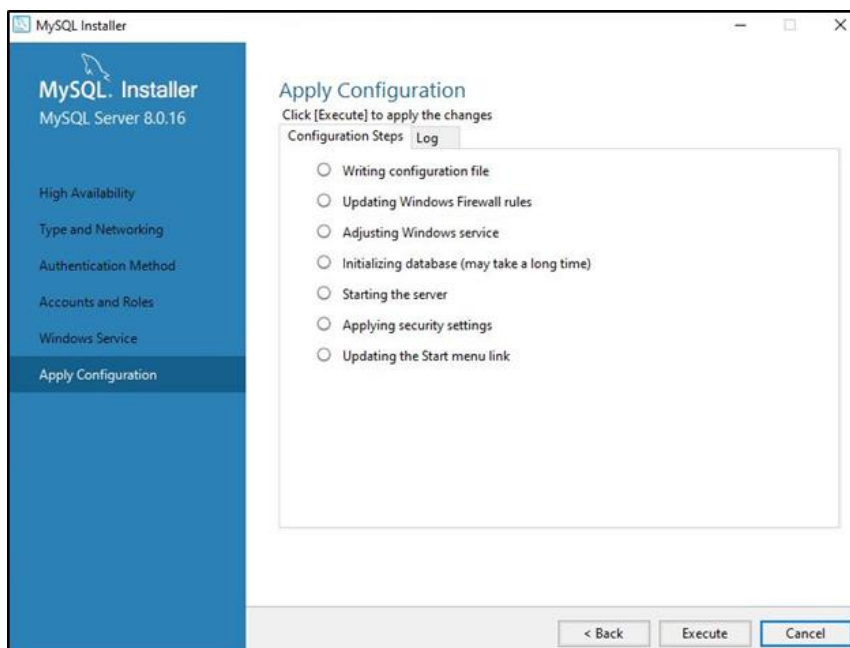 MySQL Installer
MySQL. Installer
MySQL Server 8.0.16
High Availability
Type and Networking
Authentication Method
Accounts and Roles
Windows Service
Apply Configuration
Apply Configuration
Click [Execute] to apply the changes
Configuration Steps Log
Writing configuration file
Updating Windows Firewall rules
Adjusting Windows service
Initializing database (may take a long time)
Starting the server
Applying security settings
Updating the Start menu link
< Back Execute Cancel